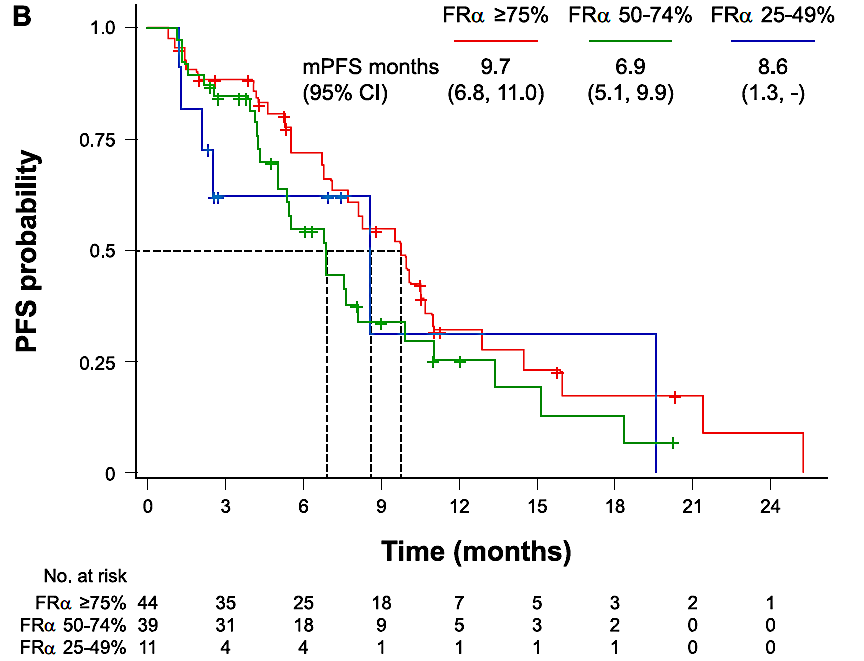 B
FRα ≥75% FRα 50-74% FRα 25-49%
mPFS months 9.7 6.9 8.6
(95% CI) (6.8, 11.0) (5.1, 9.9) (1.3, -)
PFS probability
1.0
0.75
0.5
0.25
0
0 3 6 9 12 15 18 21 24
Time (months)
No. at risk
FRα ≥75% 44 35 25 18 7 5 3 2 1
FRα 50-74% 39 31 18 9 5 3 2 0 0
FRα 25-49% 11 4 4 1 1 1 1 0 0